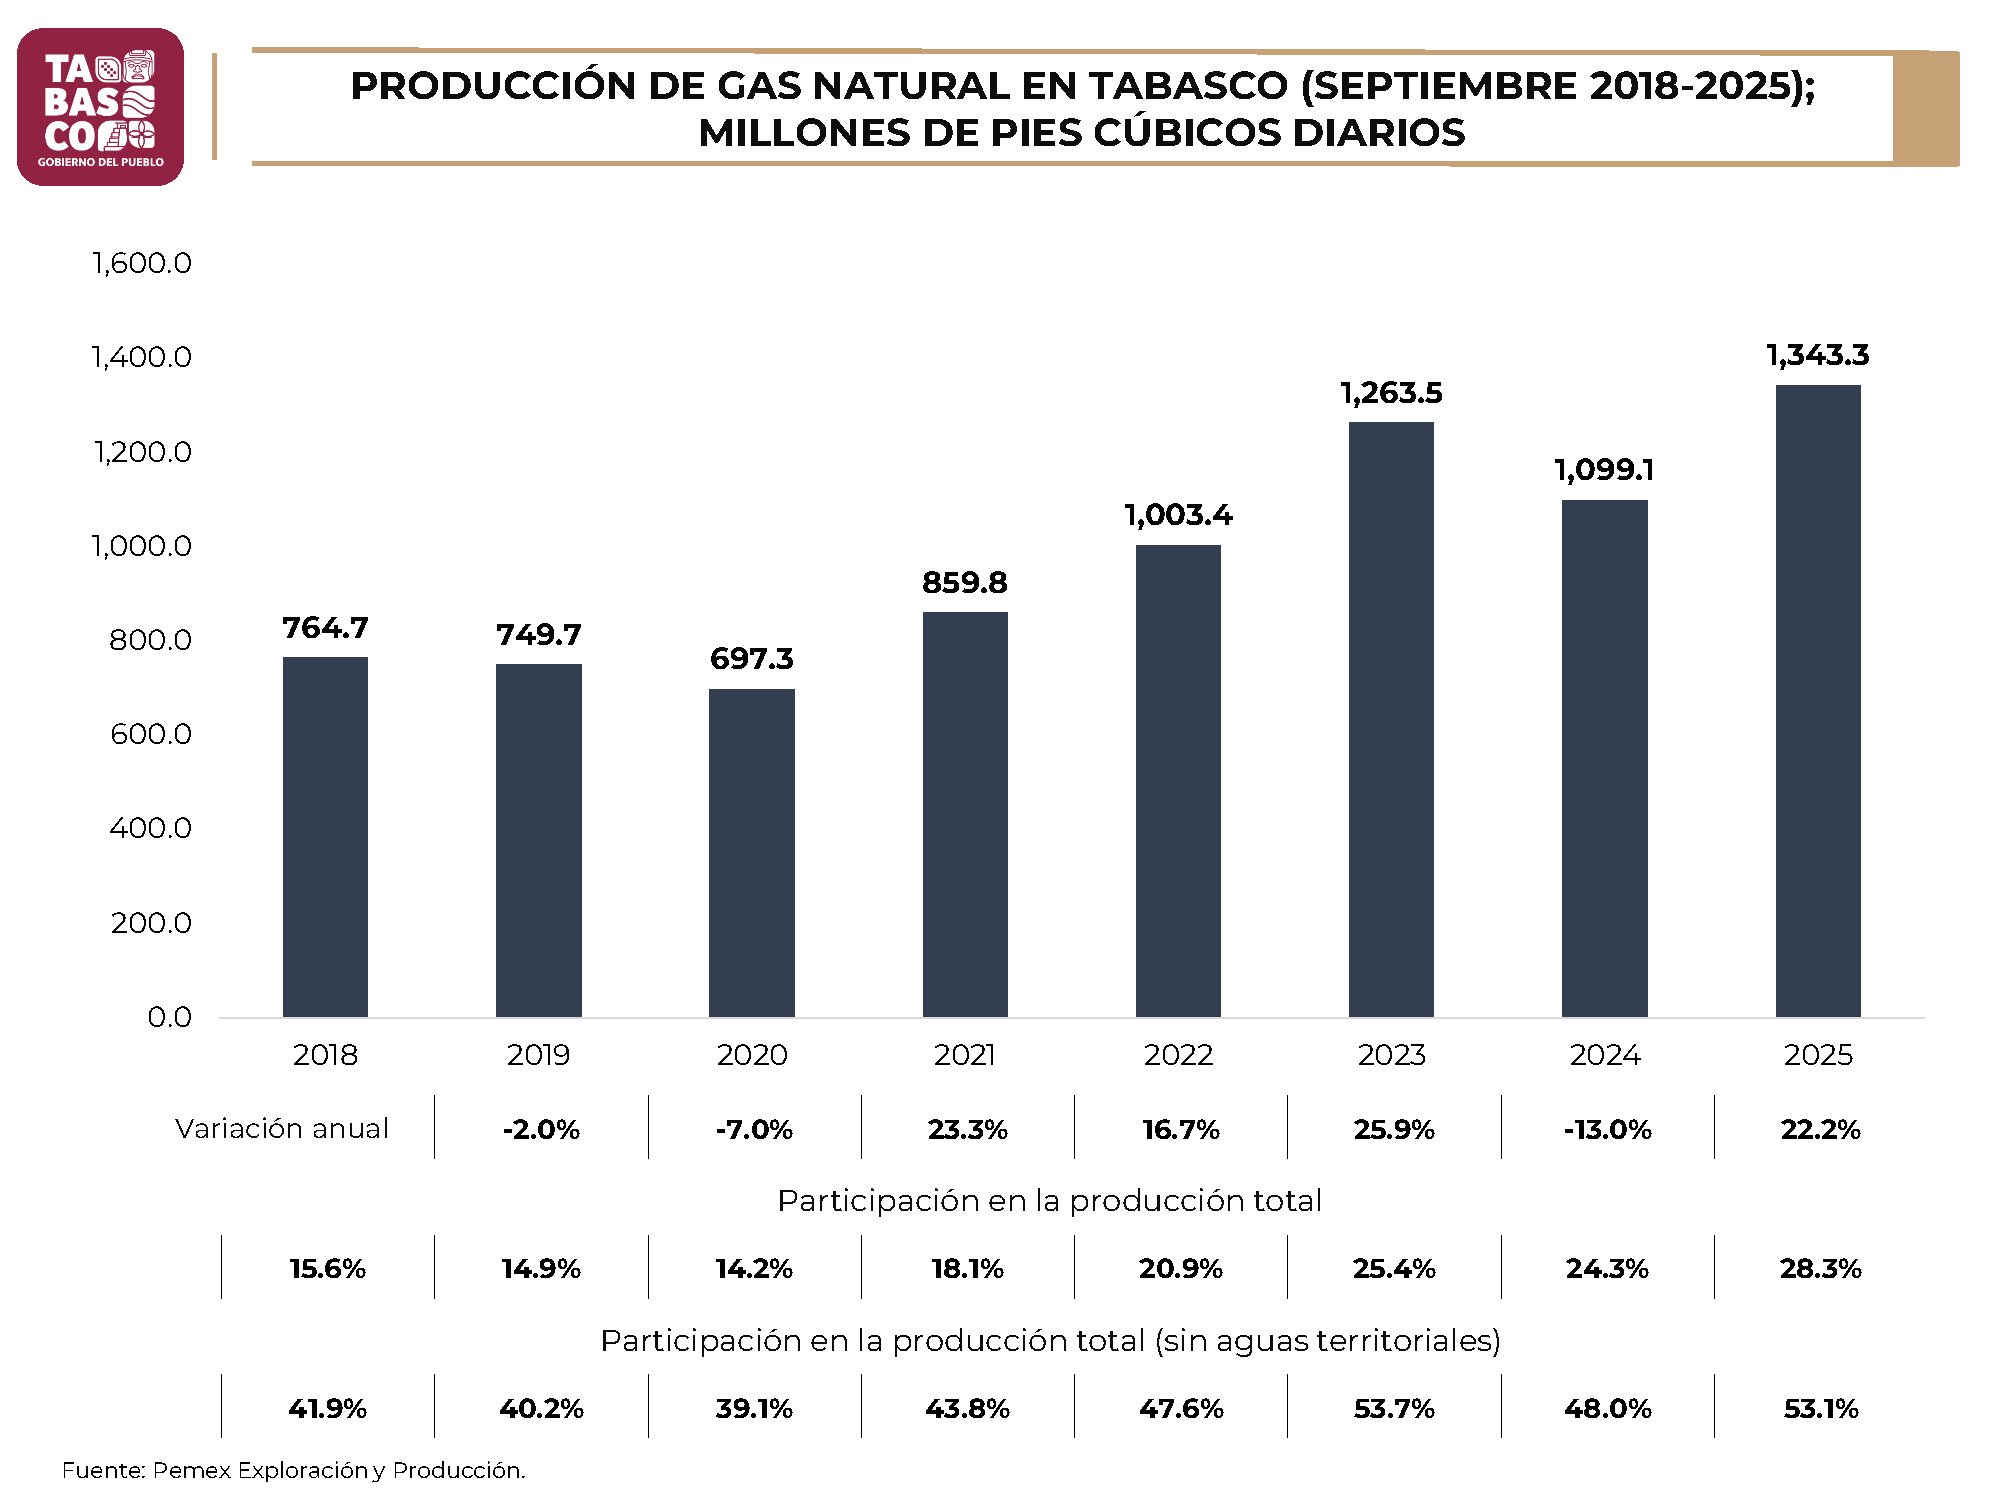 TA
BAS
CO
GOBIERNO DEL PUEBLO
PRODUCCIÓN DE GAS NATURAL EN TABASCO (SEPTIEMBRE 2018-2025);
MILLONES DE PIES CÚBICOS DIARIOS
1,600.0
1,400.0
1,200.0
1,000.0
800.0
600.0
400.0
200.0
0.0
764.7
749.7
697.3
859.8
1,003.4
1,263.5
1,099.1
1,343.3
2018 2019 2020 2021 2022 2023 2024 2025
Variación anual -2.0% -7.0% 23.3% 16.7% 25.9% -13.0% 22.2%
Participación en la producción total
15.6% 14.9% 14.2% 18.1% 20.9% 25.4% 24.3% 28.3%
Participación en la producción total (sin aguas territoriales)
41.9% 40.2% 39.1% 43.8% 47.6% 53.7% 48.0% 53.1%
Fuente: Pemex Exploración y Producción.